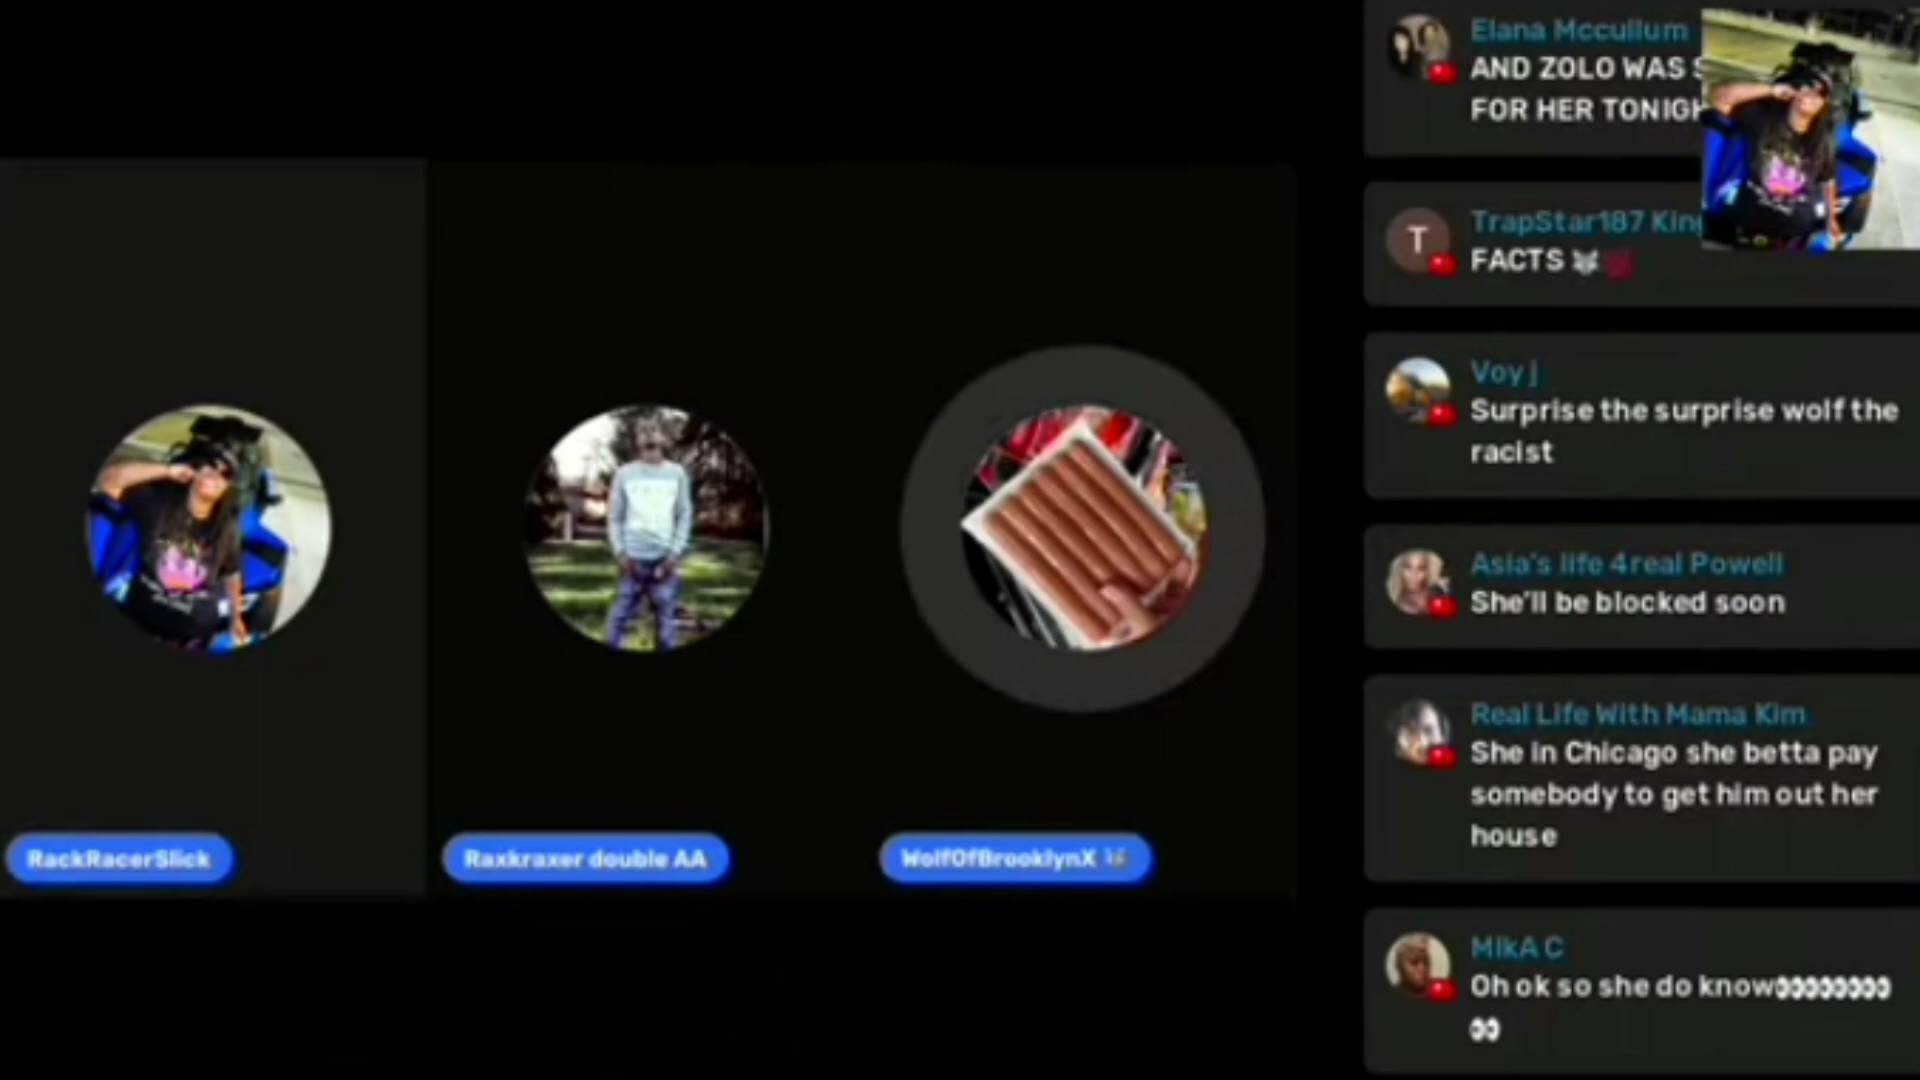 RackRacerSlick
Raxkraxer double AA
WolfOfBrooklynX 🐺
Elana Mccullum
AND ZOLO WAS
FOR HER TONIGH
TrapStar187 King
FACTS
Voy j
Surprise the surprise wolf the
racist
Asia's life 4real Powell
She'll be blocked soon
Real Life With Mama Kim
She in Chicago she betta pay
somebody to get him out her
house
MikA C
Oh ok so she do know👀👀👀👀👀👀👀👀
👀
T